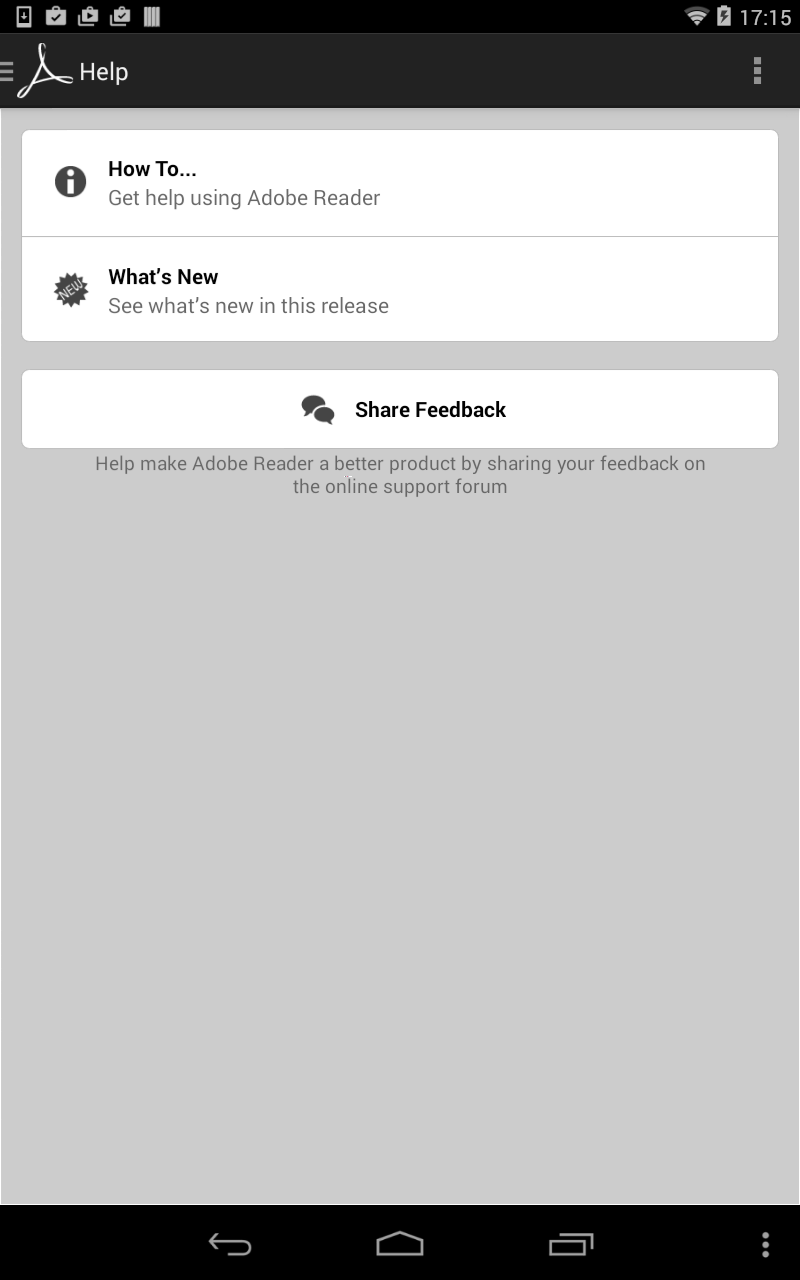 17:15
Help
How To...
Get help using Adobe Reader
NEW
What's New
See what's new in this release
Share Feedback
Help make Adobe Reader a better product by sharing your feedback on
the online support forum